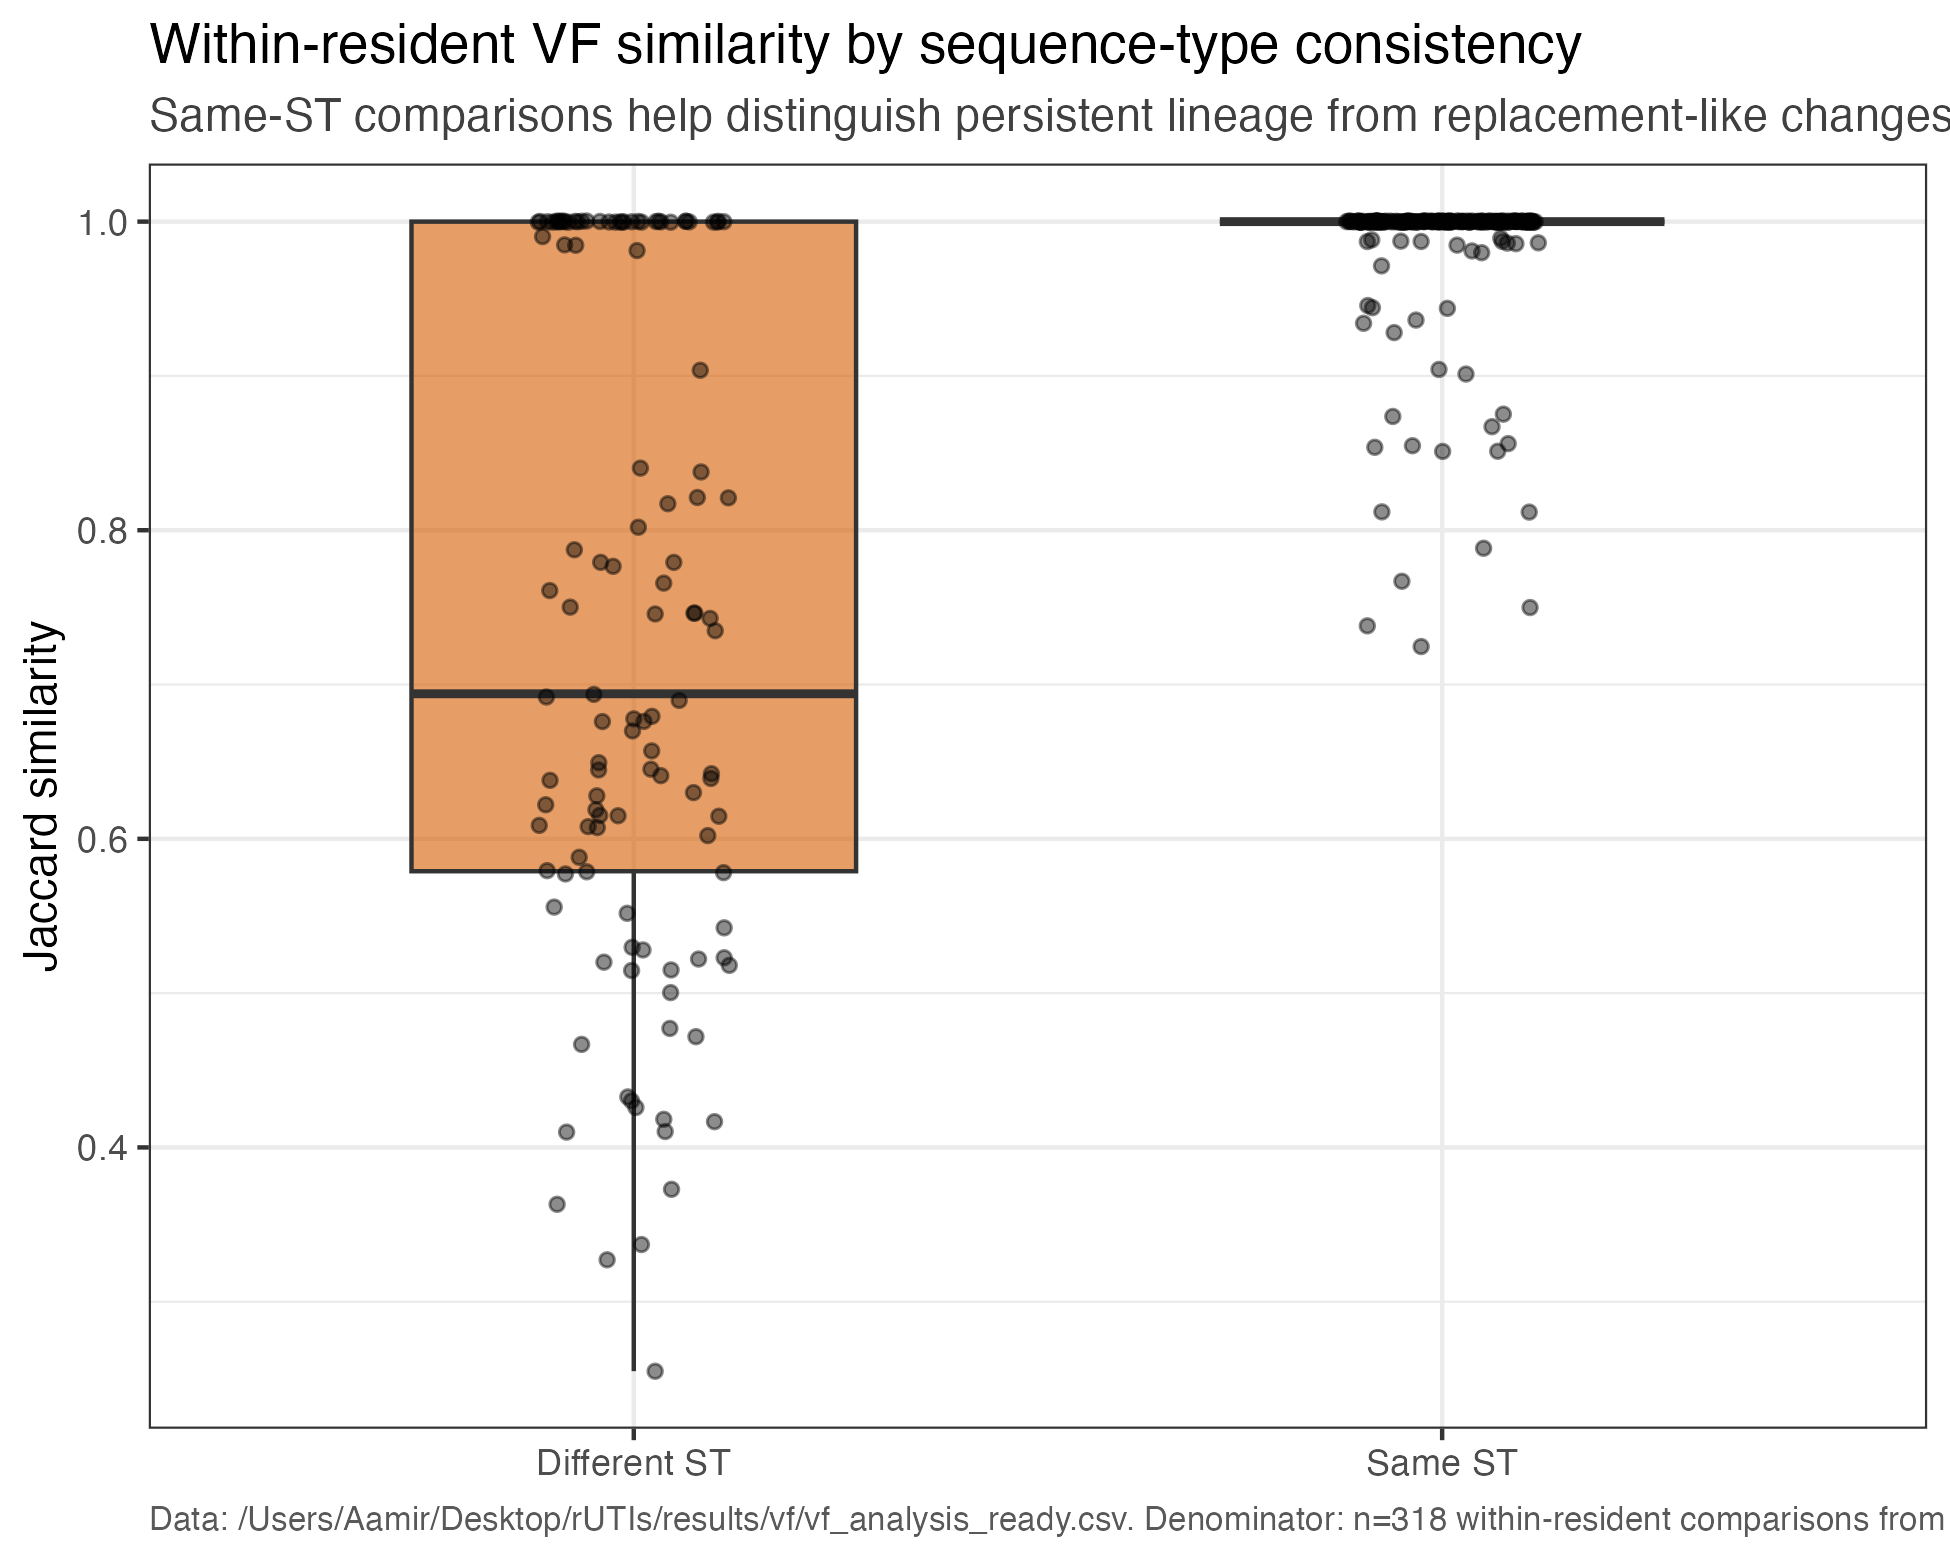 Within-resident VF similarity by sequence-type consistency
Same-ST comparisons help distinguish persistent lineage from replacement-like changes
Jaccard similarity
1.0
0.8
0.6
0.4
Different ST
Same ST
Data: /Users/Aamir/Desktop/rUTIs/results/vf/vf_analysis_ready.csv. Denominator: n=318 within-resident comparisons from